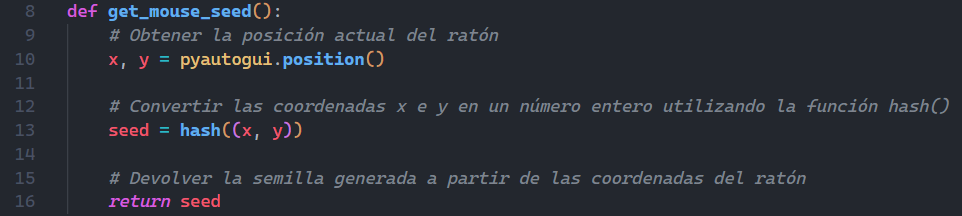 8 def get_mouse_seed():
9 # Obtener la posición actual del ratón
10 x, y = pyautogui.position()
11
12 # Convertir las coordenadas x e y en un número entero utilizando la función hash()
13 seed = hash((x, y))
14
15 # Devolver la semilla generada a partir de las coordenadas del ratón
16 return seed